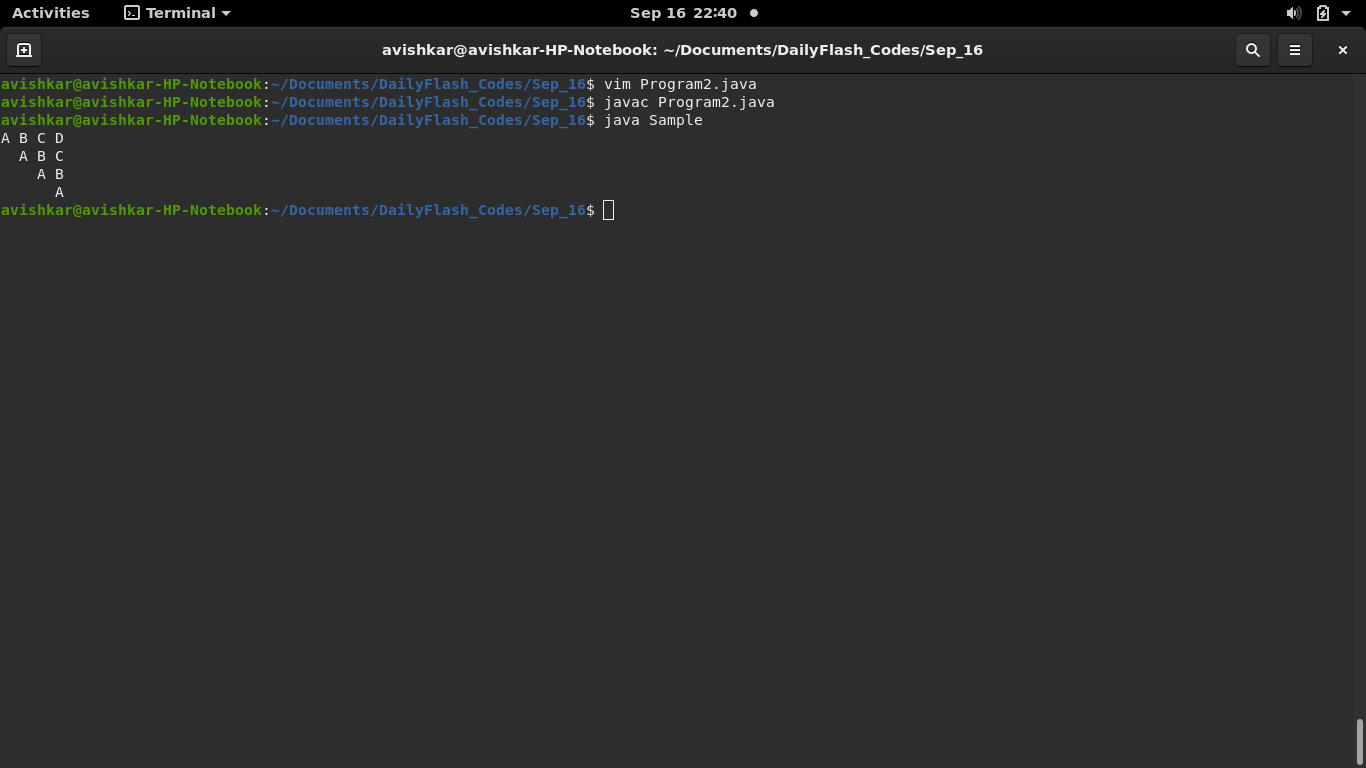 Activities Terminal Sep 16 22:40
avishkar@avishkar-HP-Notebook: ~/Documents/DailyFlash_Codes/Sep_16
avishkar@avishkar-HP-Notebook:~/Documents/DailyFlash_Codes/Sep_16$ vim Program2.java
avishkar@avishkar-HP-Notebook:~/Documents/DailyFlash_Codes/Sep_16$ javac Program2.java
avishkar@avishkar-HP-Notebook:~/Documents/DailyFlash_Codes/Sep_16$ java Sample
A B C D
  A B C
    A B
      A
avishkar@avishkar-HP-Notebook:~/Documents/DailyFlash_Codes/Sep_16$